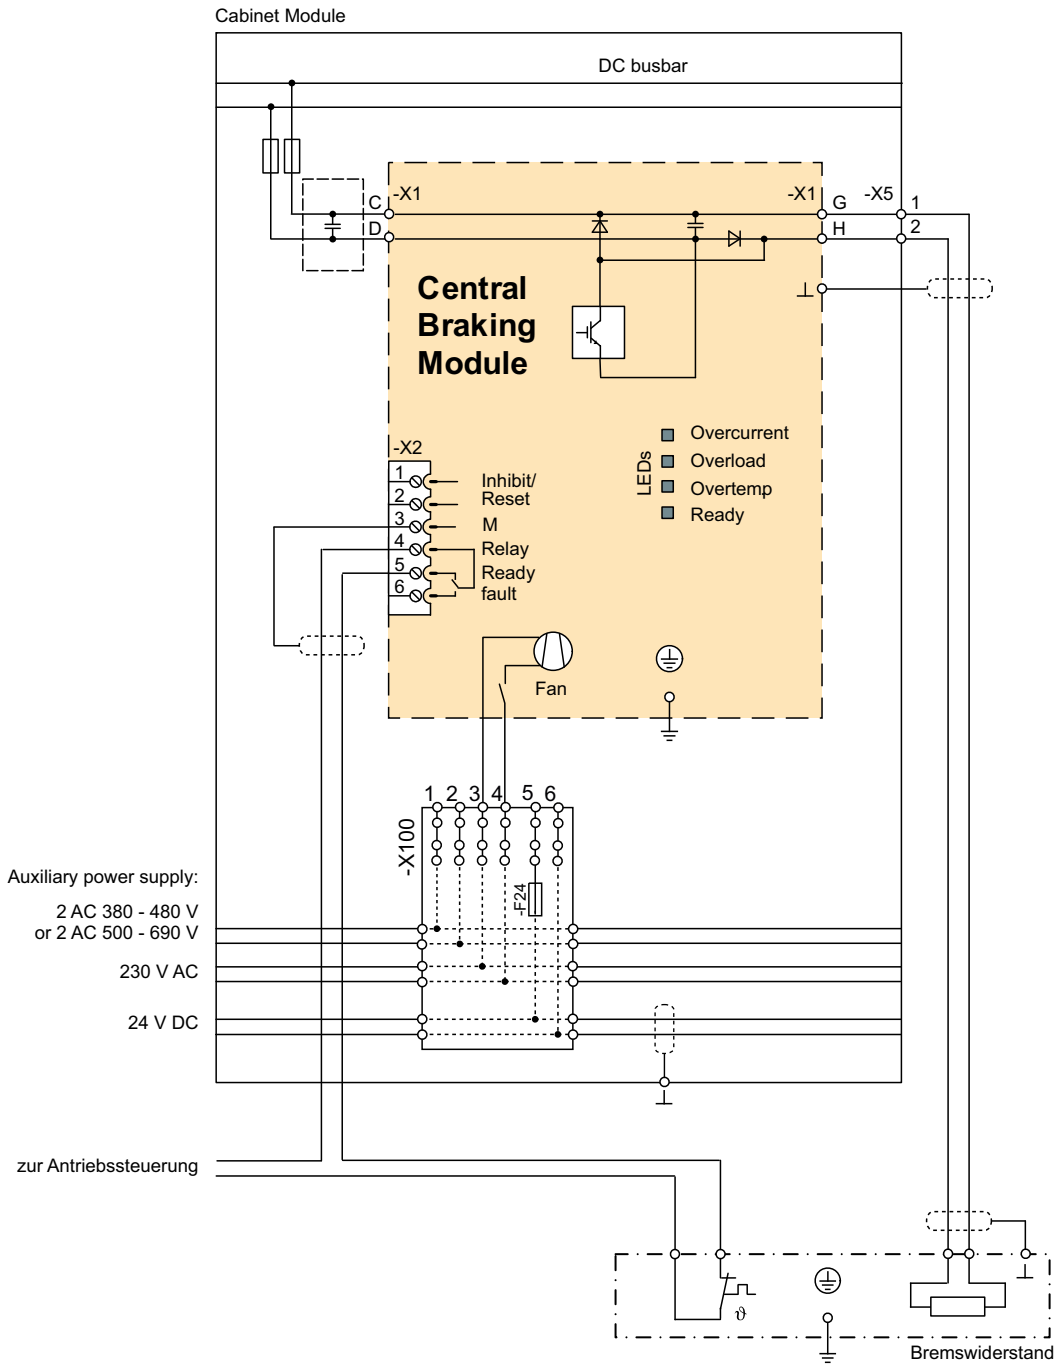 Cabinet Module
DC busbar
C
-X1
-X1
G
-X5
1
D
H
2
Central
Braking
Module
-X2
1
2
3
4
5
6
Inhibit/
Reset
M
Relay
Ready
fault
LEDs
Overcurrent
Overload
Overtemp
Ready
Fan
1 2 3 4 5 6
-X100
-F24
Auxiliary power supply:
2 AC 380 - 480 V
or 2 AC 500 - 690 V
230 V AC
24 V DC
zur Antriebssteuerung
ϑ
Bremswiderstand